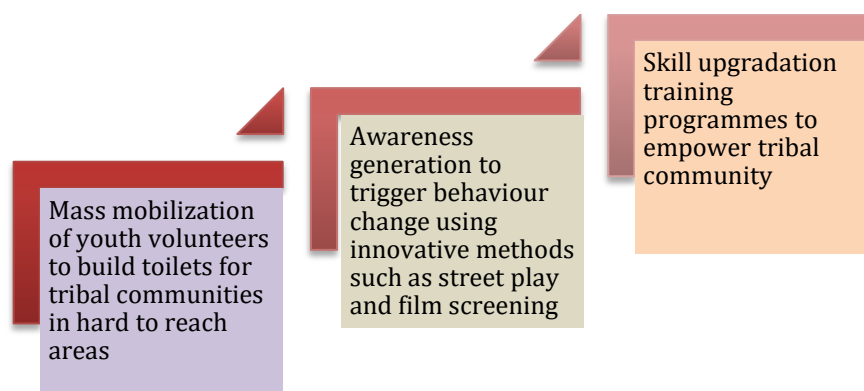 Mass mobilization
of youth volunteers
to build toilets for
tribal communities
in hard to reach
areas
Awareness
generation to
trigger behaviour
change using
innovative methods
such as street play
and film screening
Skill upgradation
training
programmes to
empower tribal
community